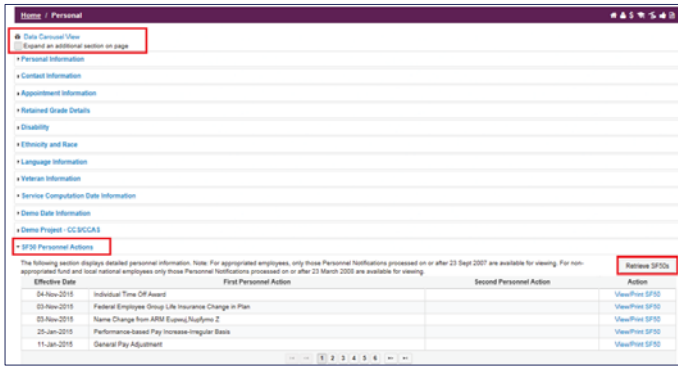 Home / Personal
Data Carousel View
Expand an additional section on page
Personal Information
Contact Information
Appointment Information
Retained Grade Details
Disability
Ethnicity and Race
Language Information
Veteran Information
Service Computation Date Information
Demo Date Information
Demo Project - CCS/CCAS
SF50 Personnel Actions
The following section displays detailed personnel information. Note: For appropriated employees, only those Personnel Notifications processed on or after 23 Sept 2007 are available for viewing. For non-
appropriated fund and local national employees only those Personnel Notifications processed on or after 23 March 2008 are available for viewing.
Retrieve SF50s
Effective Date First Personnel Action Second Personnel Action Action
04-Nov-2015 Individual Time Off Award View/Print SF50
03-Nov-2015 Federal Employee Group Life Insurance Change in Plan View/Print SF50
03-Nov-2015 Name Change from ARM Eupwuj,Nupfymo Z View/Print SF50
25-Jan-2015 Performance-based Pay Increase-Irregular Basis View/Print SF50
11-Jan-2015 General Pay Adjustment View/Print SF50
1 2 3 4 5 6